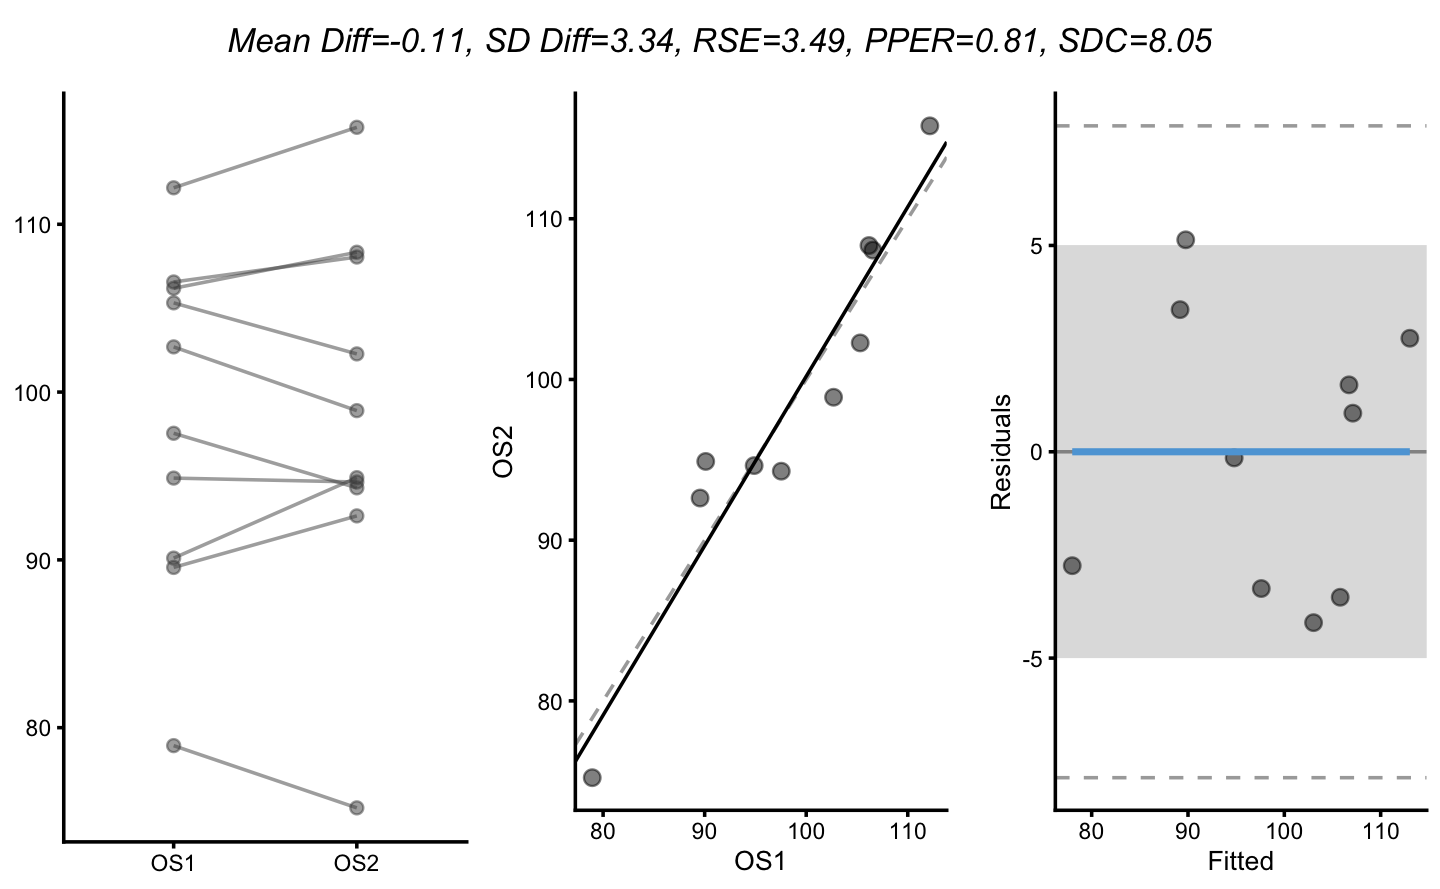 Mean Diff=-0.11, SD Diff=3.34, RSE=3.49, PPER=0.81, SDC=8.05
110
100
90
80
OS1 OS2
OS2
110
100
90
80
80 90 100 110
OS1
Residuals
5
0
-5
80 90 100 110
Fitted